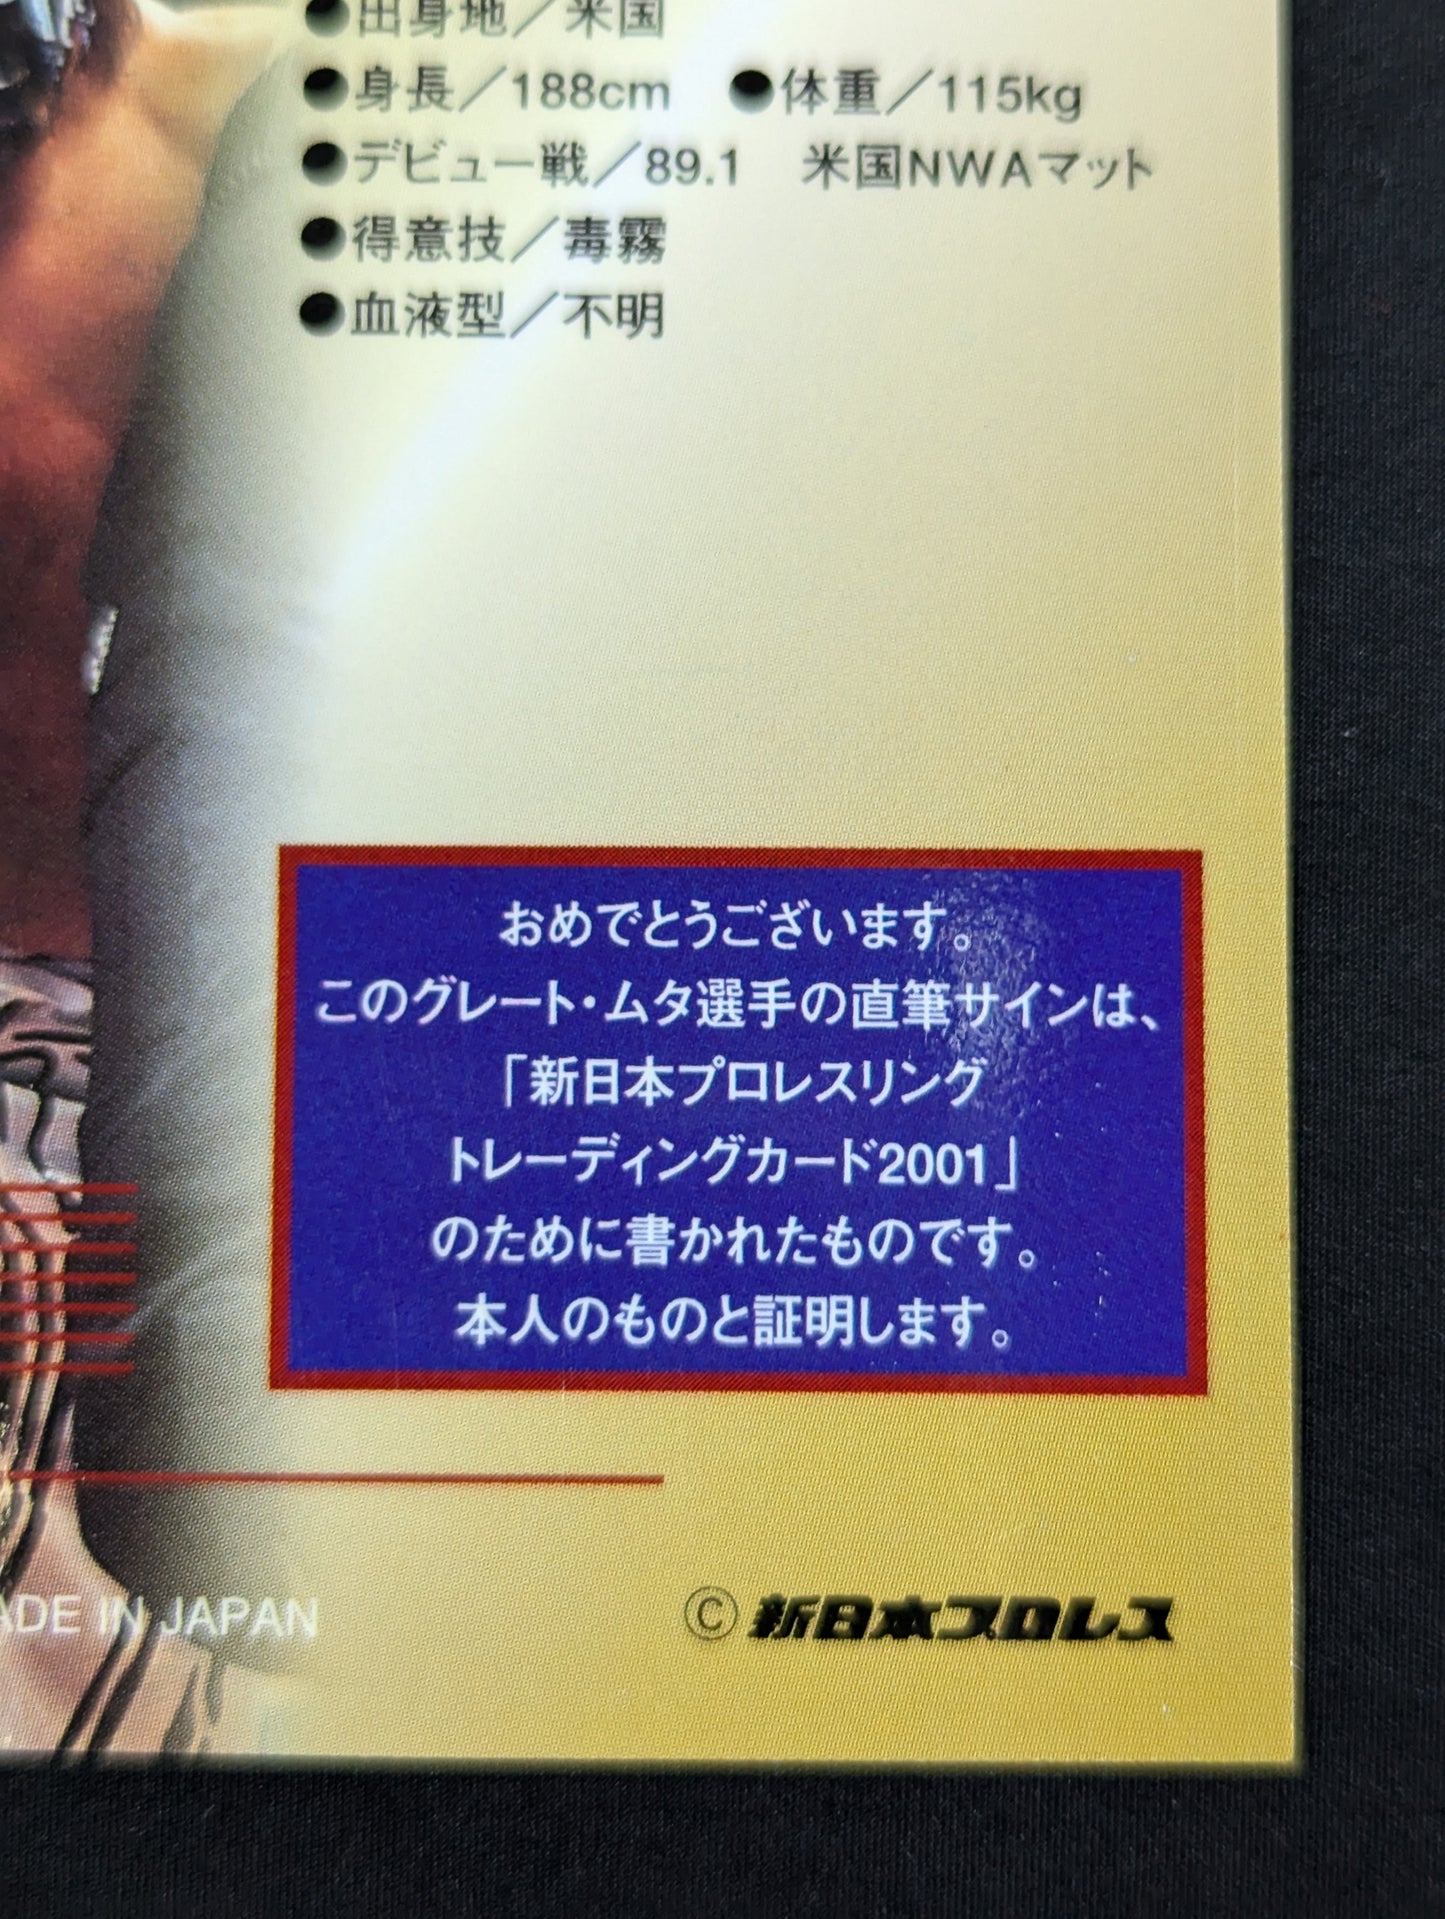 ●出身地／米国
●身長／188cm ●体重／115kg
●デビュー戦／89.1 米国NWAマット
●得意技／毒霧
●血液型／不明
おめでとうございます。
このグレート・ムタ選手の直筆サインは、
「新日本プロレスリング
トレーディングカード2001」
のために書かれたものです。
本人のものと証明します。
ADE IN JAPAN
©新日本プロレス